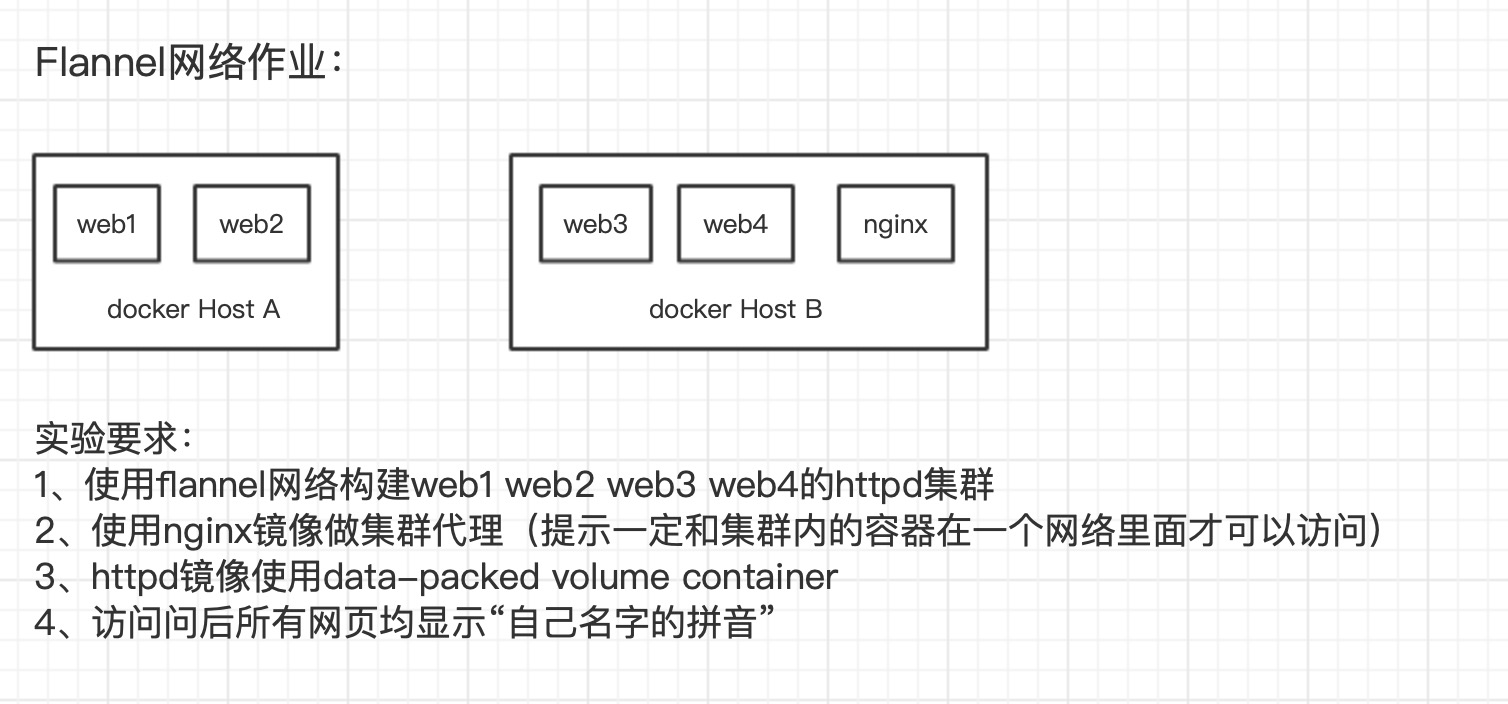 Flannel网络作业：
web1
web2
web3
web4
nginx
docker Host A
docker Host B
实验要求：
1、使用flannel网络构建web1 web2 web3 web4的httpd集群
2、使用nginx镜像做集群代理（提示一定和集群内的容器在一个网络里面才可以访问）
3、httpd镜像使用data-packed volume container
4、访问问后所有网页均显示“自己名字的拼音”